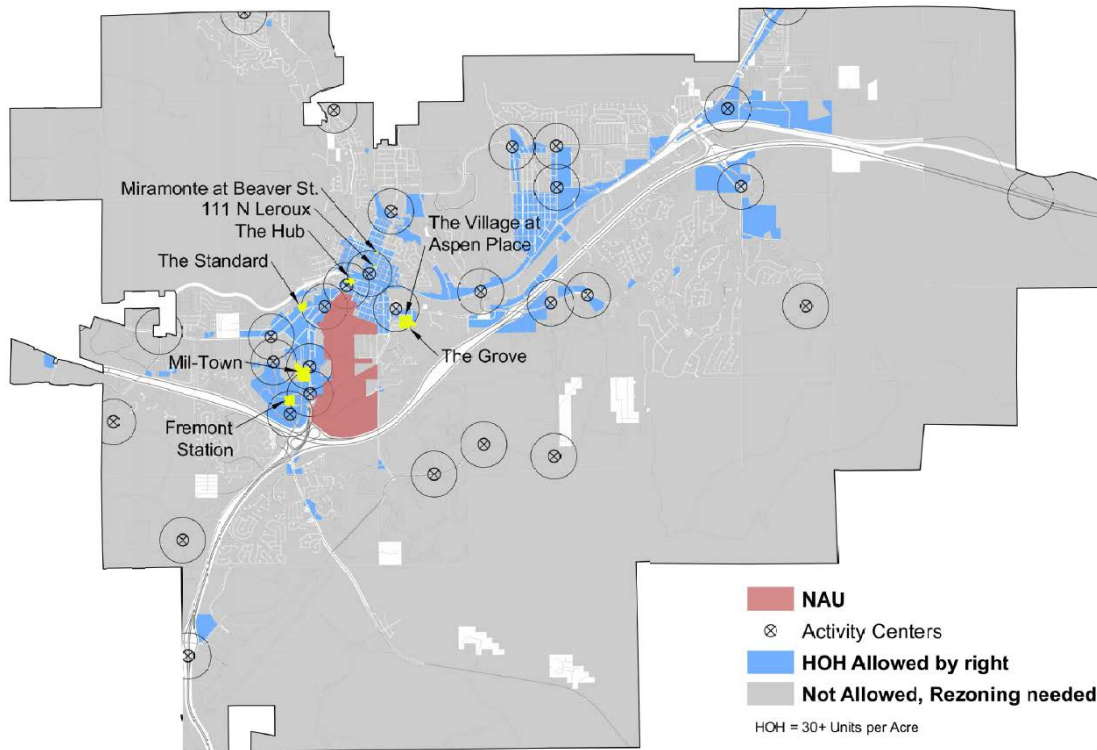 Miramonte at Beaver St.
111 N Leroux
The Hub
The Standard
The Village at
Aspen Place
Mil-Town
The Grove
Fremont
Station
NAU
Activity Centers
HOH Allowed by right
Not Allowed, Rezoning needed
HOH = 30+ Units per Acre